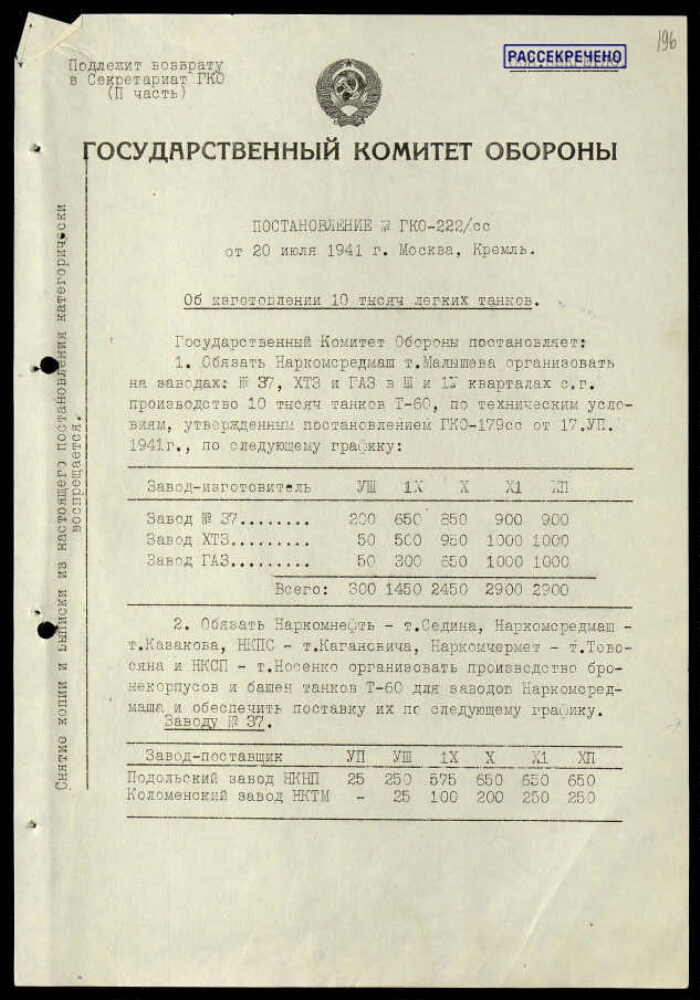 196
Подлежит возврату
в Секретариат ГКО
(П часть)
РАССЕКРЕЧЕНО
ГОСУДАРСТВЕННЫЙ КОМИТЕТ ОБОРОНЫ
ПОСТАНОВЛЕНИЕ № ГКО-222/сс
от 20 июля 1941 г. Москва, Кремль.
Об изготовлении 10 тысяч легких танков.
Государственный Комитет Обороны постановляет:
1. Обязать Наркомсредмаш т.Малышева организовать
на заводах: № 37, ХТЗ и ГАЗ в Ш и 1У кварталах с.г.
производство 10 тысяч танков Т-60, по техническим усло-
виям, утвержденным постановлением ГКО-179сс от 17.УП.
1941г., по следующему графику:
Завод-изготовитель УШ 1Х Х Х1 ХП
Завод № 37........ 200 650 850 900 900
Завод ХТЗ......... 50 500 950 1000 1000
Завод ГАЗ......... 50 300 650 1000 1000
Всего: 300 1450 2450 2900 2900
2. Обязать Наркомнефть - т.Седина, Наркомсредмаш -
т.Казакова, НКПС - т.Кагановича, Наркомчермет - т.Тево-
сяна и НКСП - т.Носенко организовать производство бро-
некорпусов и башен танков Т-60 для заводов Наркомсред-
маша и обеспечить поставку их по следующему графику.
Заводу № 37.
Завод-поставщик УП УШ 1Х Х Х1 ХП
Подольский завод НКНП 25 250 575 650 650 650
Коломенский завод НКТМ - 25 100 200 250 250
Снятие копии и выписки из настоящего постановления категорически
воспрещается.